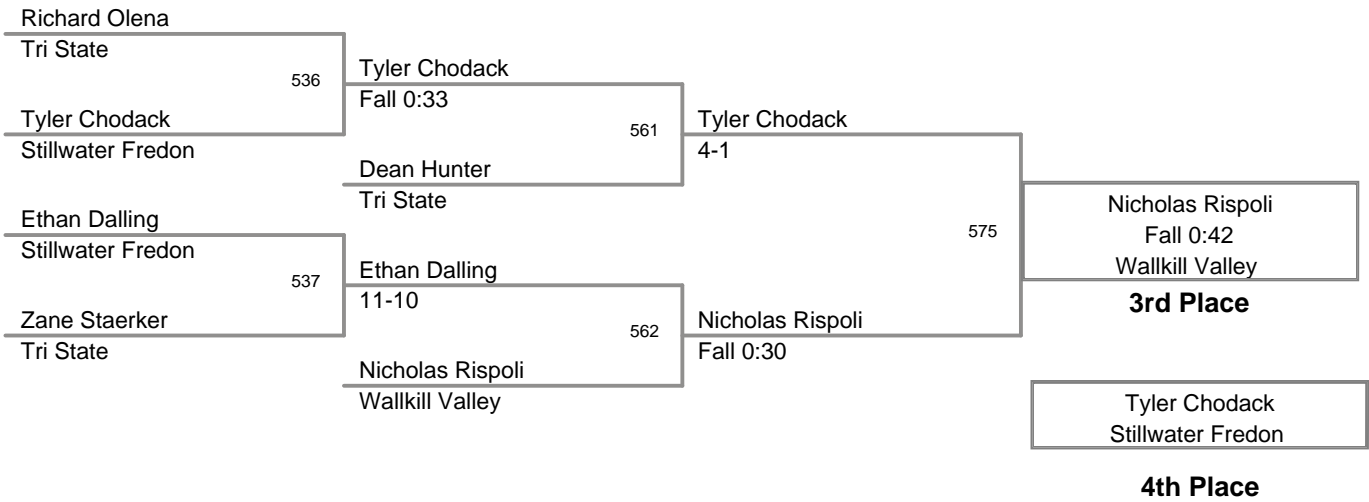 Richard Olena
Tri State
536
Tyler Chodack
Stillwater Fredon
Ethan Dalling
Stillwater Fredon
537
Zane Staerker
Tri State
Tyler Chodack
Fall 0:33
561
Dean Hunter
Tri State
Ethan Dalling
11-10
562
Nicholas Rispoli
Wallkill Valley
Tyler Chodack
4-1
575
Nicholas Rispoli
Fall 0:30
Nicholas Rispoli
Fall 0:42
Wallkill Valley
3rd Place
Tyler Chodack
Stillwater Fredon
4th Place